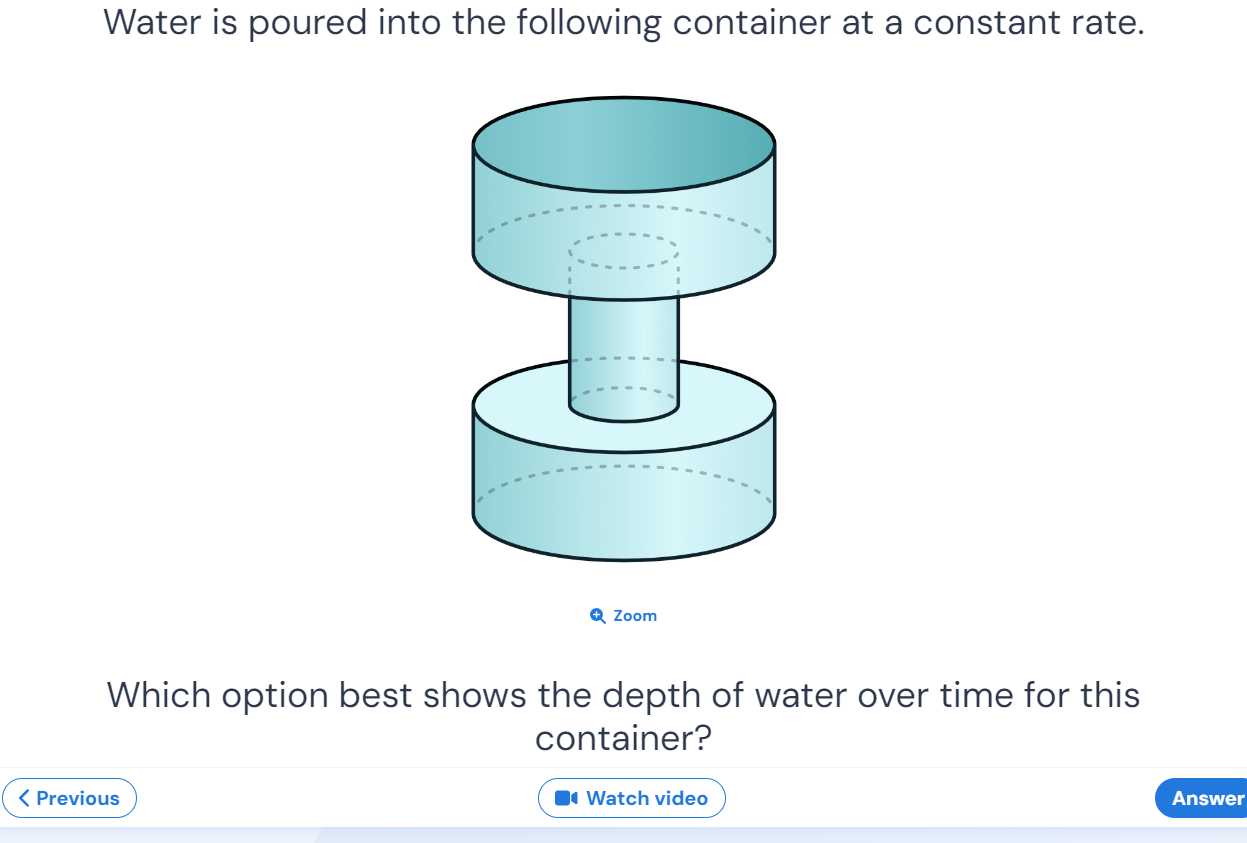 Water is poured into the following container at a constant rate.
Zoom
Which option best shows the depth of water over time for this
container?
Previous
Watch video
Answer